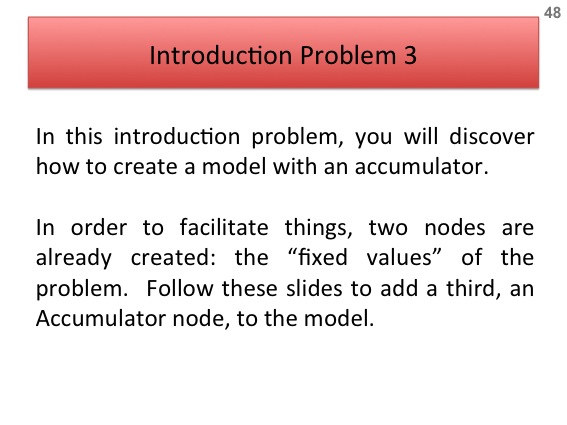 48
Introduction Problem 3
In this introduction problem, you will discover
how to create a model with an accumulator.
In order to facilitate things, two nodes are
already created: the “fixed values” of the
problem.  Follow these slides to add a third, an
Accumulator node, to the model.